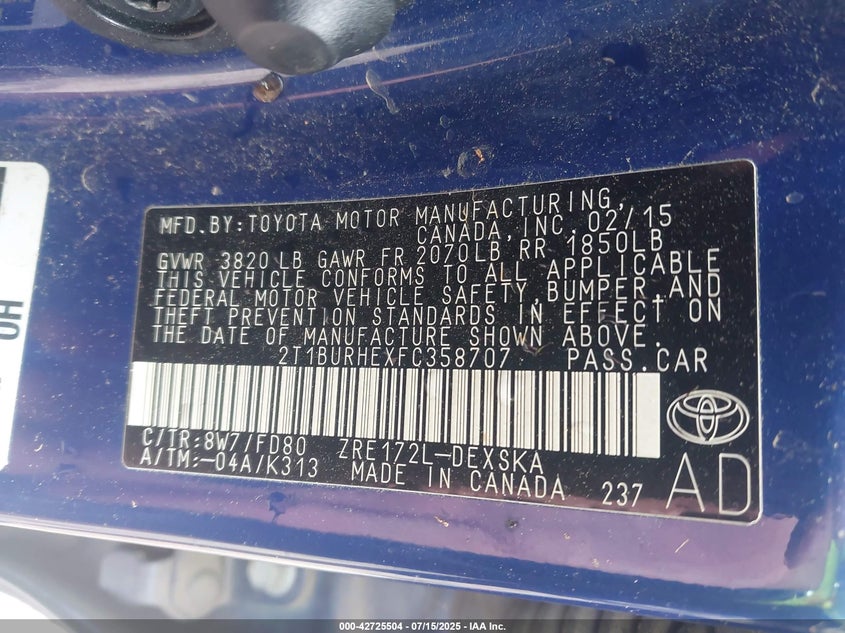 MFD.BY:TOYOTA MOTOR MANUFACTURING,
CANADA,INC. 02/15
GVWR 3820 LB GAWR FR 2070LB RR 1850LB
THIS VEHICLE CONFORMS TO ALL APPLICABLE
FEDERAL MOTOR VEHICLE SAFETY,BUMPER,AND
THEFT PREVENTION STANDARDS IN EFFECT ON
THE DATE OF MANUFACTURE SHOWN ABOVE.
2T1BURHEXFC358707 PASS.CAR
C/TR:8W7/FD80 ZRE172L-DEXSKA
A/TM:-04A/K313 MADE IN CANADA 237
AD
HO
000-42725504 / 07/15/2025 - IAA Inc.